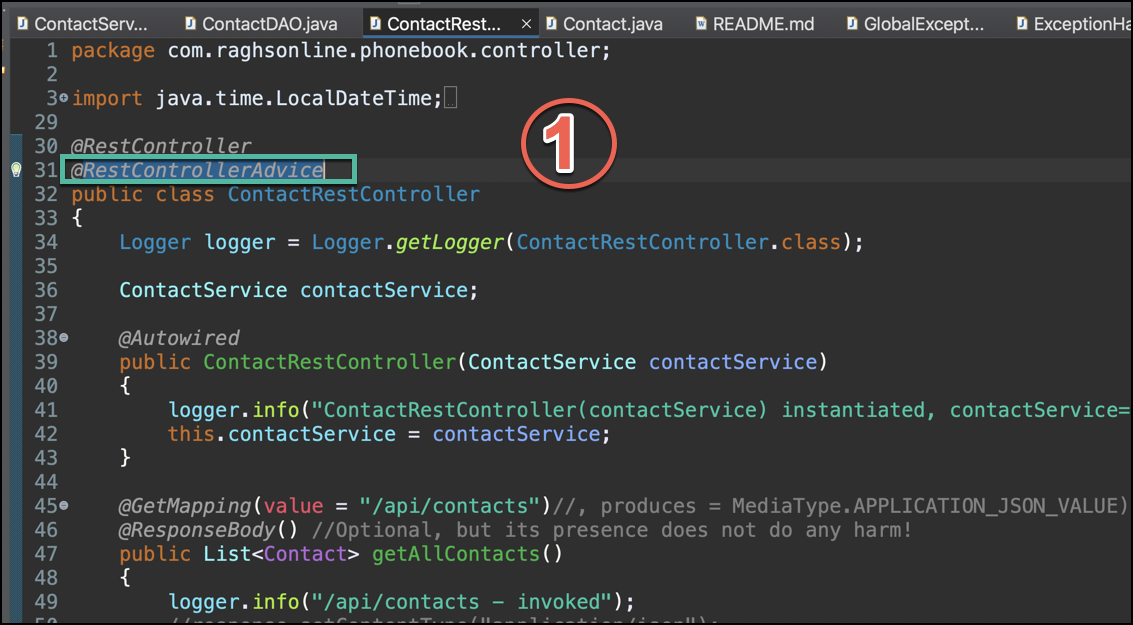 ContactServ... ContactDAO.java ContactRest... × Contact.java README.md GlobalExcept... ExceptionHa
1 package com.raghsonline.phonebook.controller;
2
3 import java.time.LocalDateTime;
29
30 @RestController
31 @RestControllerAdvice
32 public class ContactRestController
33 {
34 Logger logger = Logger.getLogger(ContactRestController.class);
35
36 ContactService contactService;
37
38 @Autowired
39 public ContactRestController(ContactService contactService)
40 {
41 logger.info("ContactRestController(contactService) instantiated, contactService=
42 this.contactService = contactService;
43 }
44
45 @GetMapping(value = "/api/contacts")//, produces = MediaType.APPLICATION_JSON_VALUE)
46 @ResponseBody() //Optional, but its presence does not do any harm!
47 public List<Contact> getAllContacts()
48 {
49 logger.info("/api/contacts - invoked");
50 //response.setContentType("application/json");
1